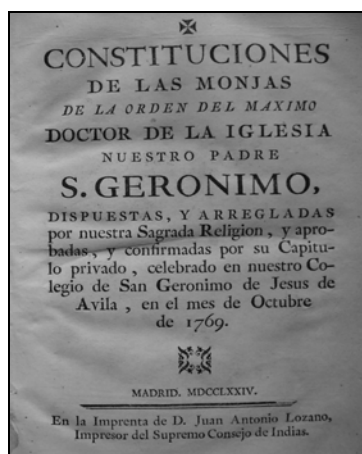 CONSTITUCIONES
DE LAS MONJAS
DE LA ORDEN DEL MAXIMO
DOCTOR DE LA IGLESIA
NUESTRO PADRE
S. GERONIMO,
DISPUESTAS, Y ARREGLADAS
por nuestra Sagrada Religion, y apro-
badas, y confirmadas por su Capitu-
lo privado, celebrado en nuestro Co-
legio de San Geronimo de Jesus de
Avila, en el mes de Octubre
de 1769.
MADRID. MDCCLXXIV.
En la Imprenta de D. Juan Antonio Lozano,
Impresor del Supremo Consejo de Indias.